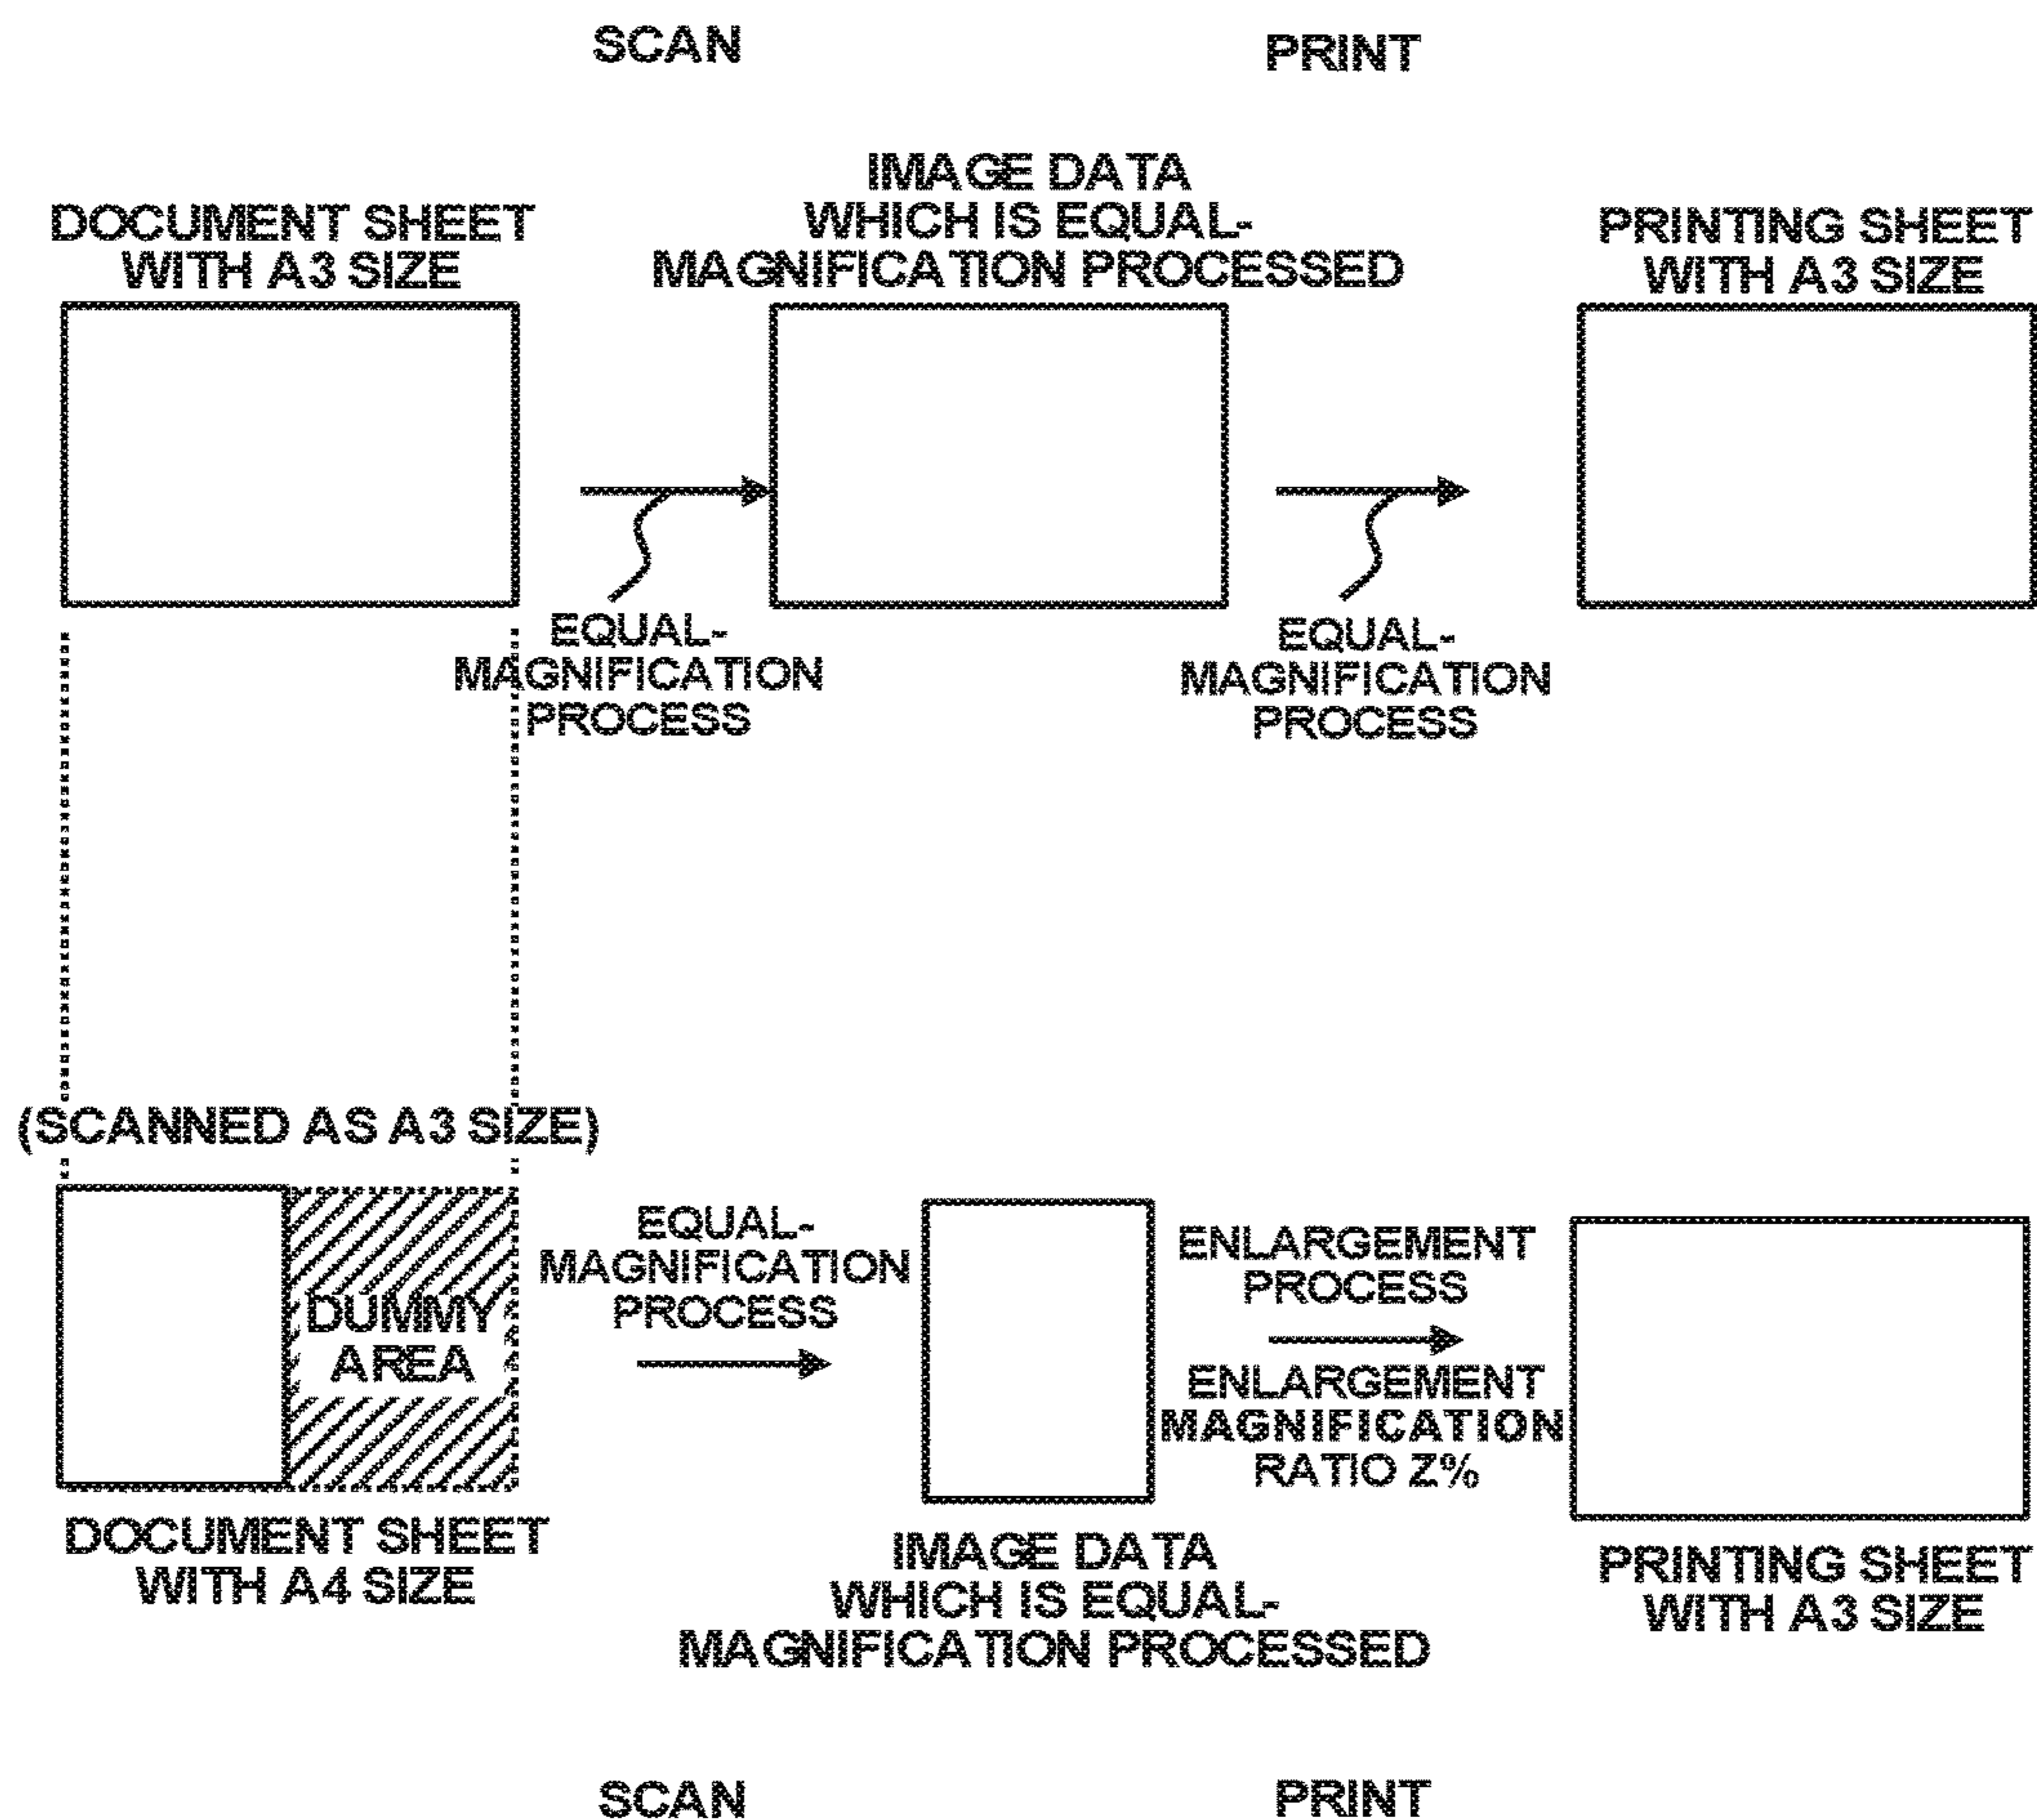 SCAN
PRINT
DOCUMENT SHEET
WITH A3 SIZE
IMAGE DATA
WHICH IS EQUAL-
MAGNIFICATION PROCESSED
PRINTING SHEET
WITH A3 SIZE
EQUAL-
MAGNIFICATION
PROCESS
EQUAL-
MAGNIFICATION
PROCESS
(SCANNED AS A3 SIZE)
DUMMY
AREA
DOCUMENT SHEET
WITH A4 SIZE
EQUAL-
MAGNIFICATION
PROCESS
IMAGE DATA
WHICH IS EQUAL-
MAGNIFICATION PROCESSED
ENLARGEMENT
PROCESS
ENLARGEMENT
MAGNIFICATION
RATIO Z%
PRINTING SHEET
WITH A3 SIZE
SCAN
PRINT